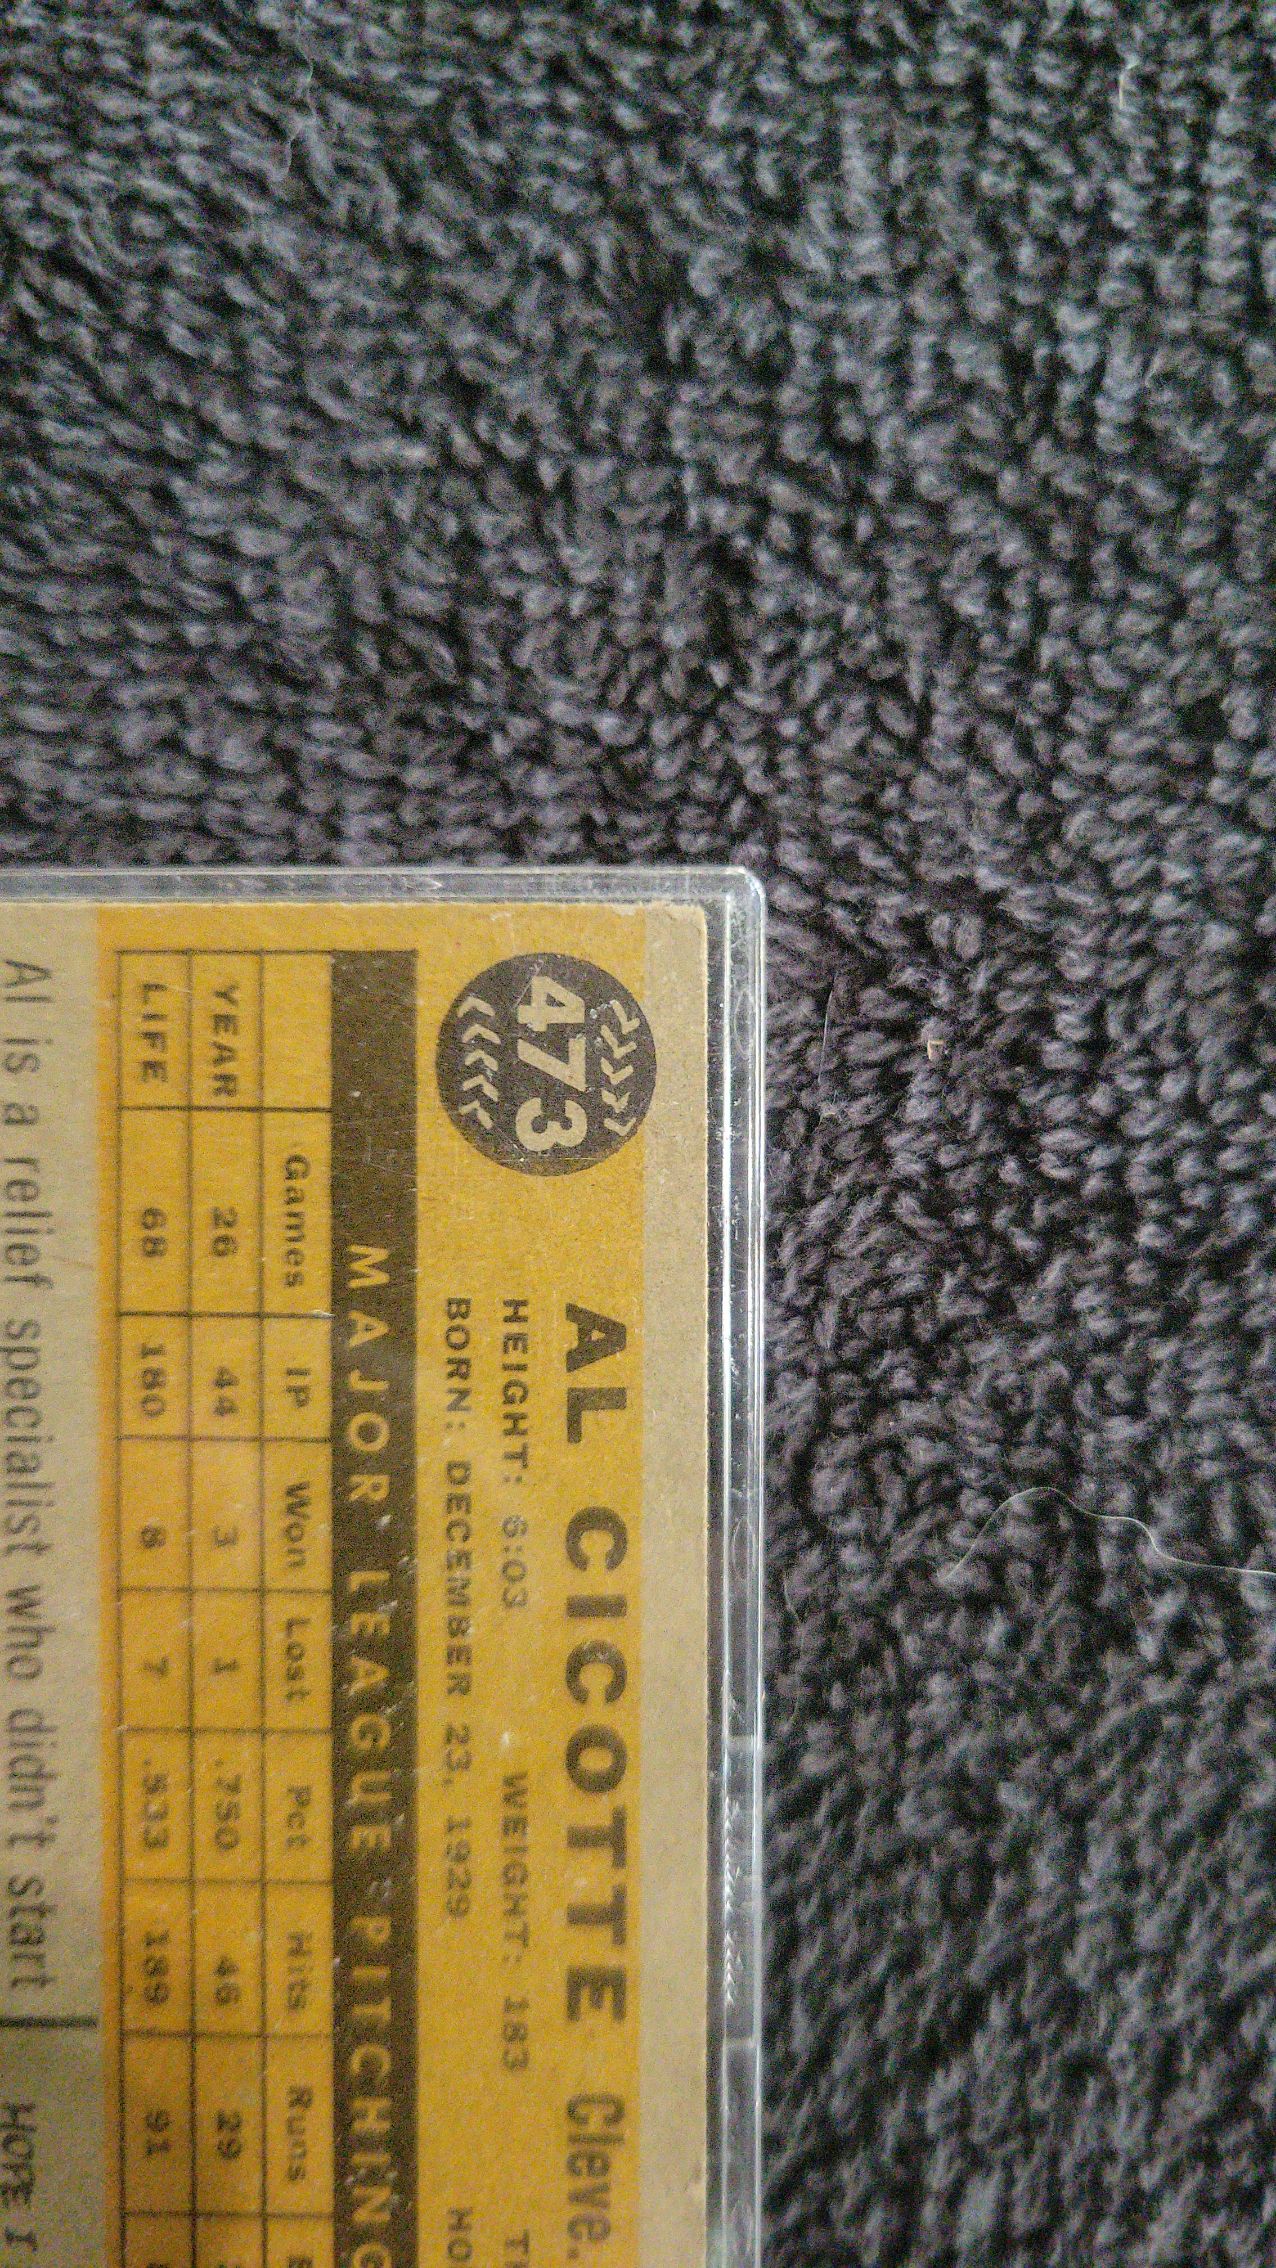 473
AL CICOTTE Cleve.
HEIGHT: 6:03 WEIGHT: 183
BORN: DECEMBER 23, 1929
MAJOR LEAGUE PITCHING
Games IP Won Lost Pct Hits Runs
YEAR 26 44 3 1 .750 46 29
LIFE 68 180 8 7 .533 189 91
Al is a relief specialist who didn't start